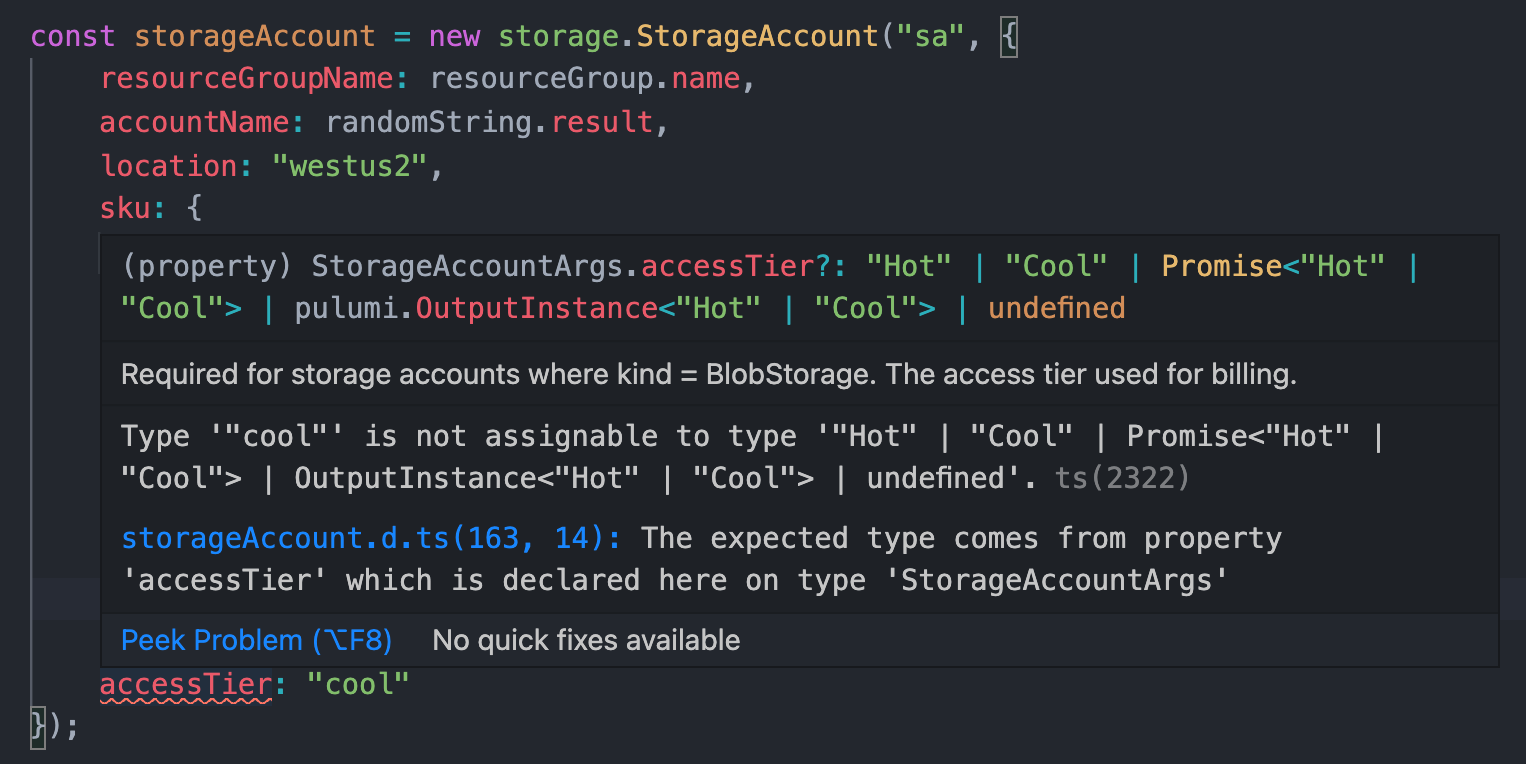 const storageAccount = new storage.StorageAccount("sa", {
resourceGroupName: resourceGroup.name,
accountName: randomString.result,
location: "westus2",
sku: {
(property) StorageAccountArgs.accessTier?: "Hot" | "Cool" | Promise<"Hot" |
"Cool"> | pulumi.OutputInstance<"Hot" | "Cool"> | undefined
Required for storage accounts where kind = BlobStorage. The access tier used for billing.
Type '"cool"' is not assignable to type '"Hot" | "Cool" | Promise<"Hot" |
"Cool"> | OutputInstance<"Hot" | "Cool"> | undefined'. ts(2322)
storageAccount.d.ts(163, 14): The expected type comes from property
'accessTier' which is declared here on type 'StorageAccountArgs'
Peek Problem (⌥F8) No quick fixes available
accessTier: "cool"
});